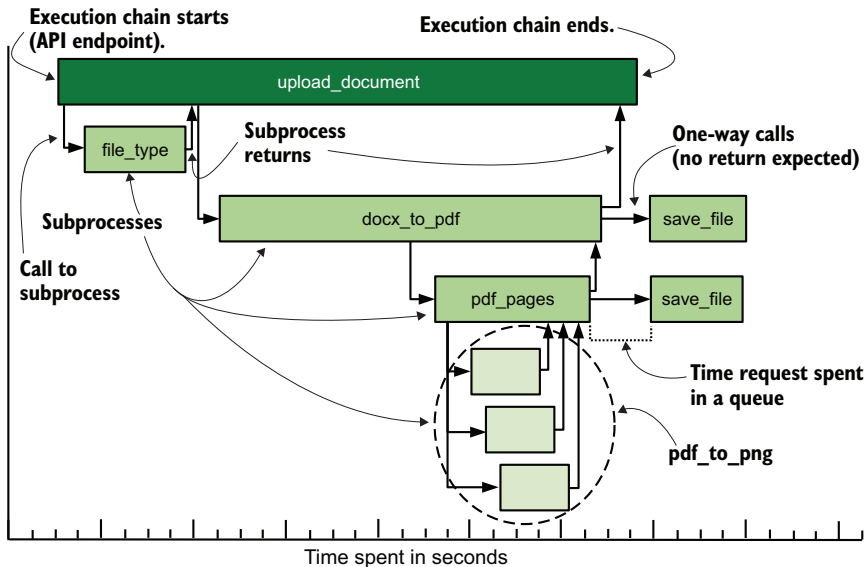 Execution chain starts
(API endpoint).
Execution chain ends.
upload_document
file_type
Subprocess
returns
One-way calls
(no return expected)
Subprocesses
docx_to_pdf
save_file
Call to
subprocess
pdf_pages
save_file
Time request spent
in a queue
pdf_to_png
Time spent in seconds